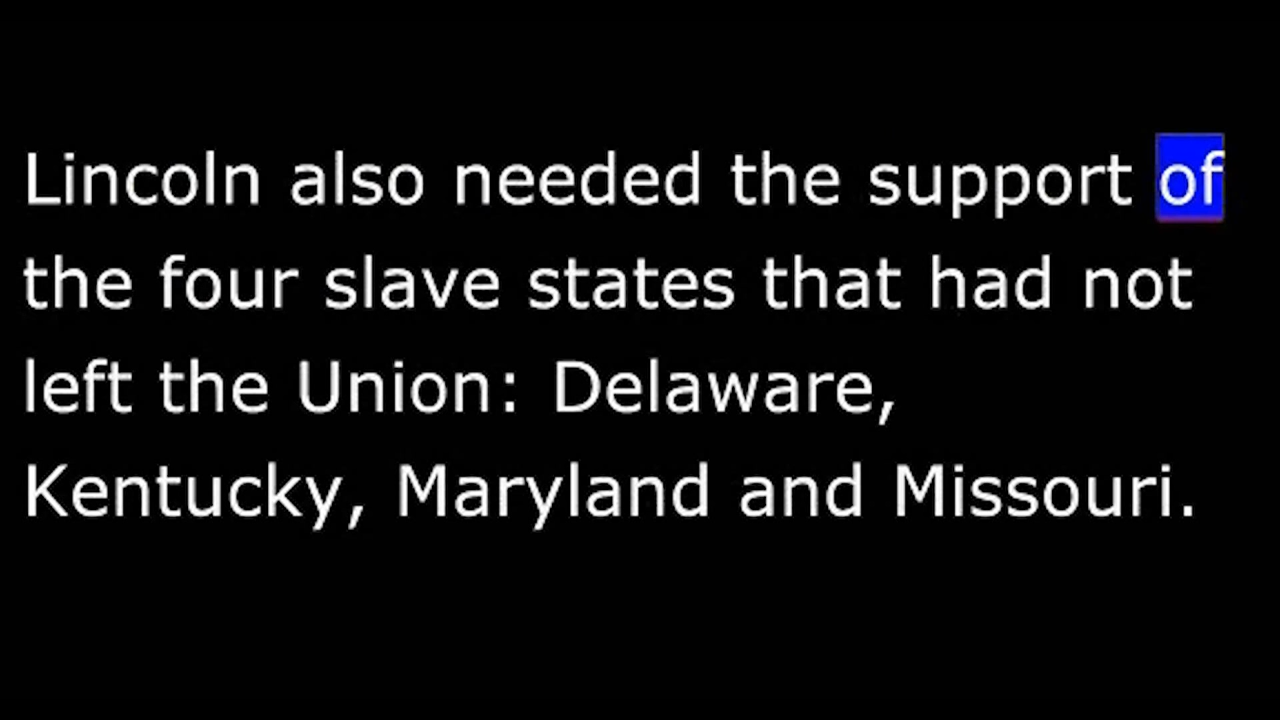 Lincoln also needed the support of
the four slave states that had not
left the Union: Delaware,
Kentucky, Maryland and Missouri.